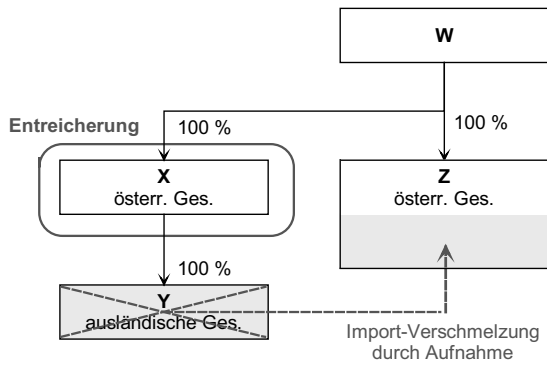 W
Entreicherung
100 %
100 %
X
österr. Ges.
Z
österr. Ges.
100 %
Y
ausländische Ges.
Import-Verschmelzung
durch Aufnahme